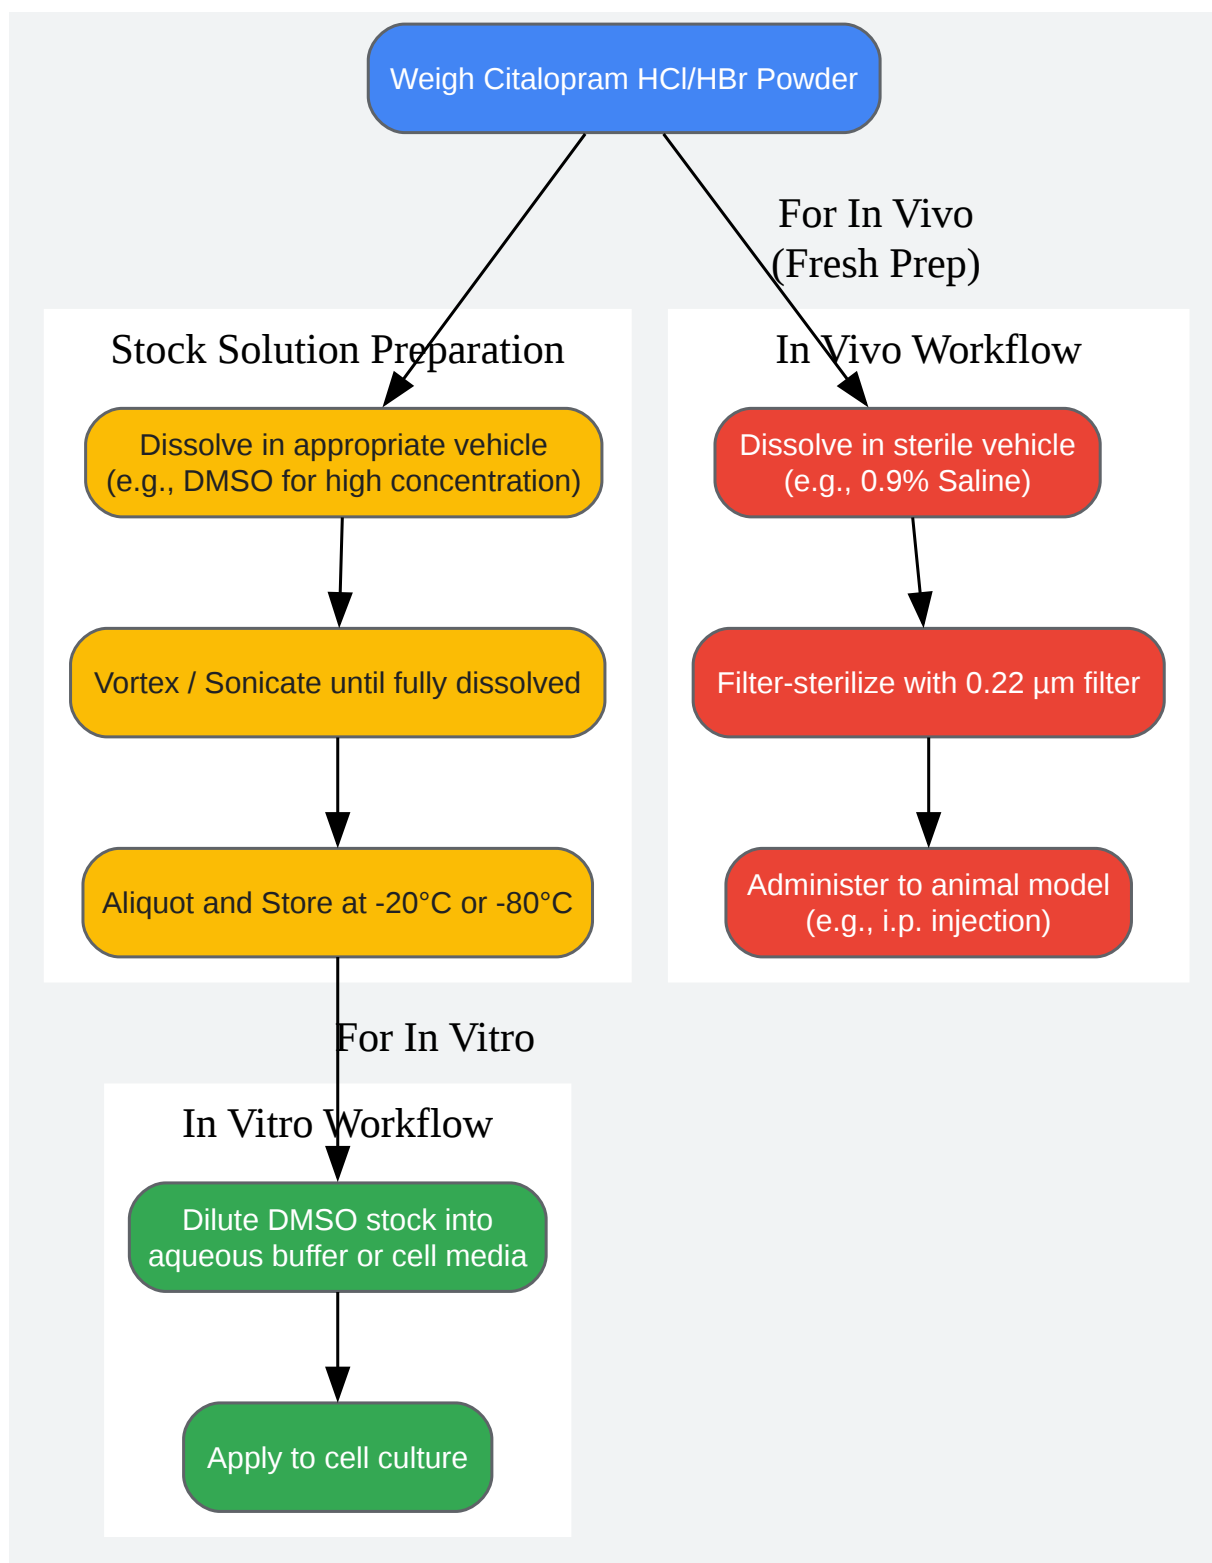 Weigh Citalopram HCl/HBr Powder
For In Vivo
(Fresh Prep)
Stock Solution Preparation
Dissolve in appropriate vehicle
(e.g., DMSO for high concentration)
Vortex / Sonicate until fully dissolved
Aliquot and Store at -20°C or -80°C
In Vivo Workflow
Dissolve in sterile vehicle
(e.g., 0.9% Saline)
Filter-sterilize with 0.22 µm filter
Administer to animal model
(e.g., i.p. injection)
For In Vitro
In Vitro Workflow
Dilute DMSO stock into
aqueous buffer or cell media
Apply to cell culture